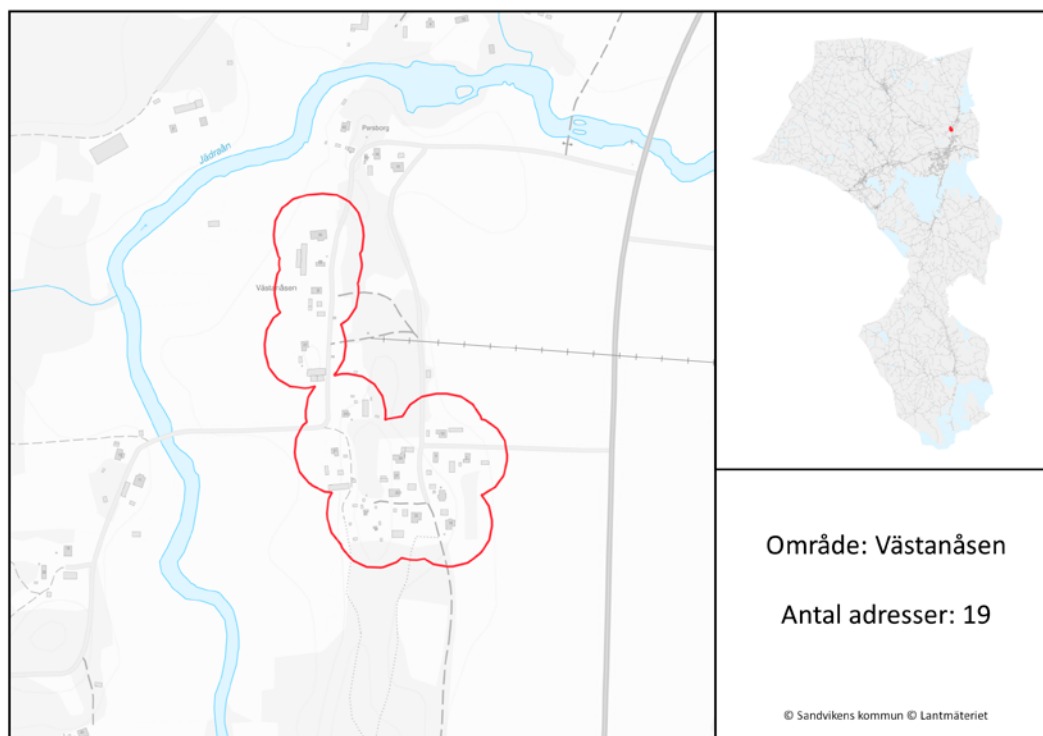 Persborg
Jädraån
Västanåsen
Område: Västanåsen
Antal adresser: 19
© Sandvikens kommun © Lantmäteriet